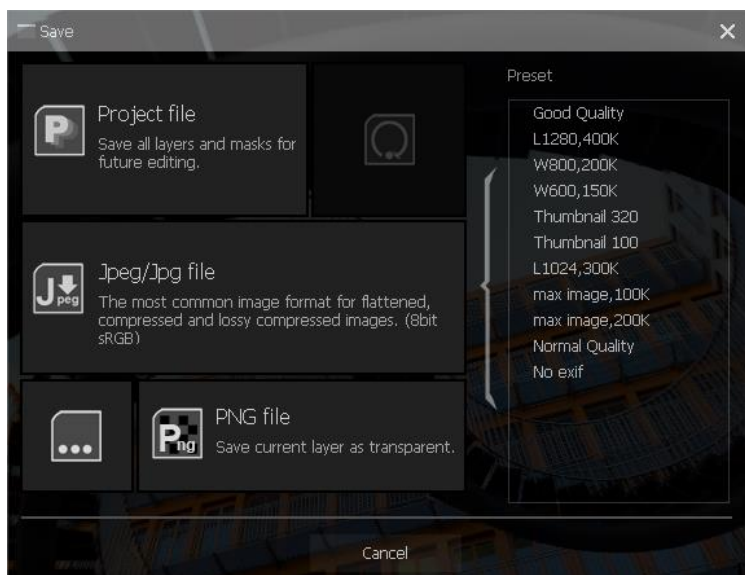 Save
Preset
Project file
Save all layers and masks for
future editing.
Jpeg/Jpg file
The most common image format for flattened,
compressed and lossy compressed images. (8bit
sRGB)
PNG file
Save current layer as transparent.
Good Quality
L1280,400K
W800,200K
W600,150K
Thumbnail 320
Thumbnail 100
L1024,300K
max image,100K
max image,200K
Normal Quality
No exif
P
J
Peg
P
ng
Cancel